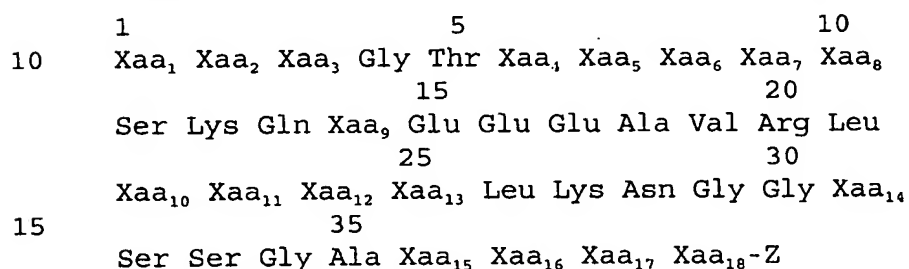 1 5 10
10 Xaa₁ Xaa₂ Xaa₃ Gly Thr Xaa₄ Xaa₅ Xaa₆ Xaa₇ Xaa₈
15 20
Ser Lys Gln Xaa₉ Glu Glu Glu Ala Val Arg Leu
25 30
Xaa₁₀ Xaa₁₁ Xaa₁₂ Xaa₁₃ Leu Lys Asn Gly Gly Xaa₁₄
15 35
Ser Ser Gly Ala Xaa₁₅ Xaa₁₆ Xaa₁₇ Xaa₁₈-Z